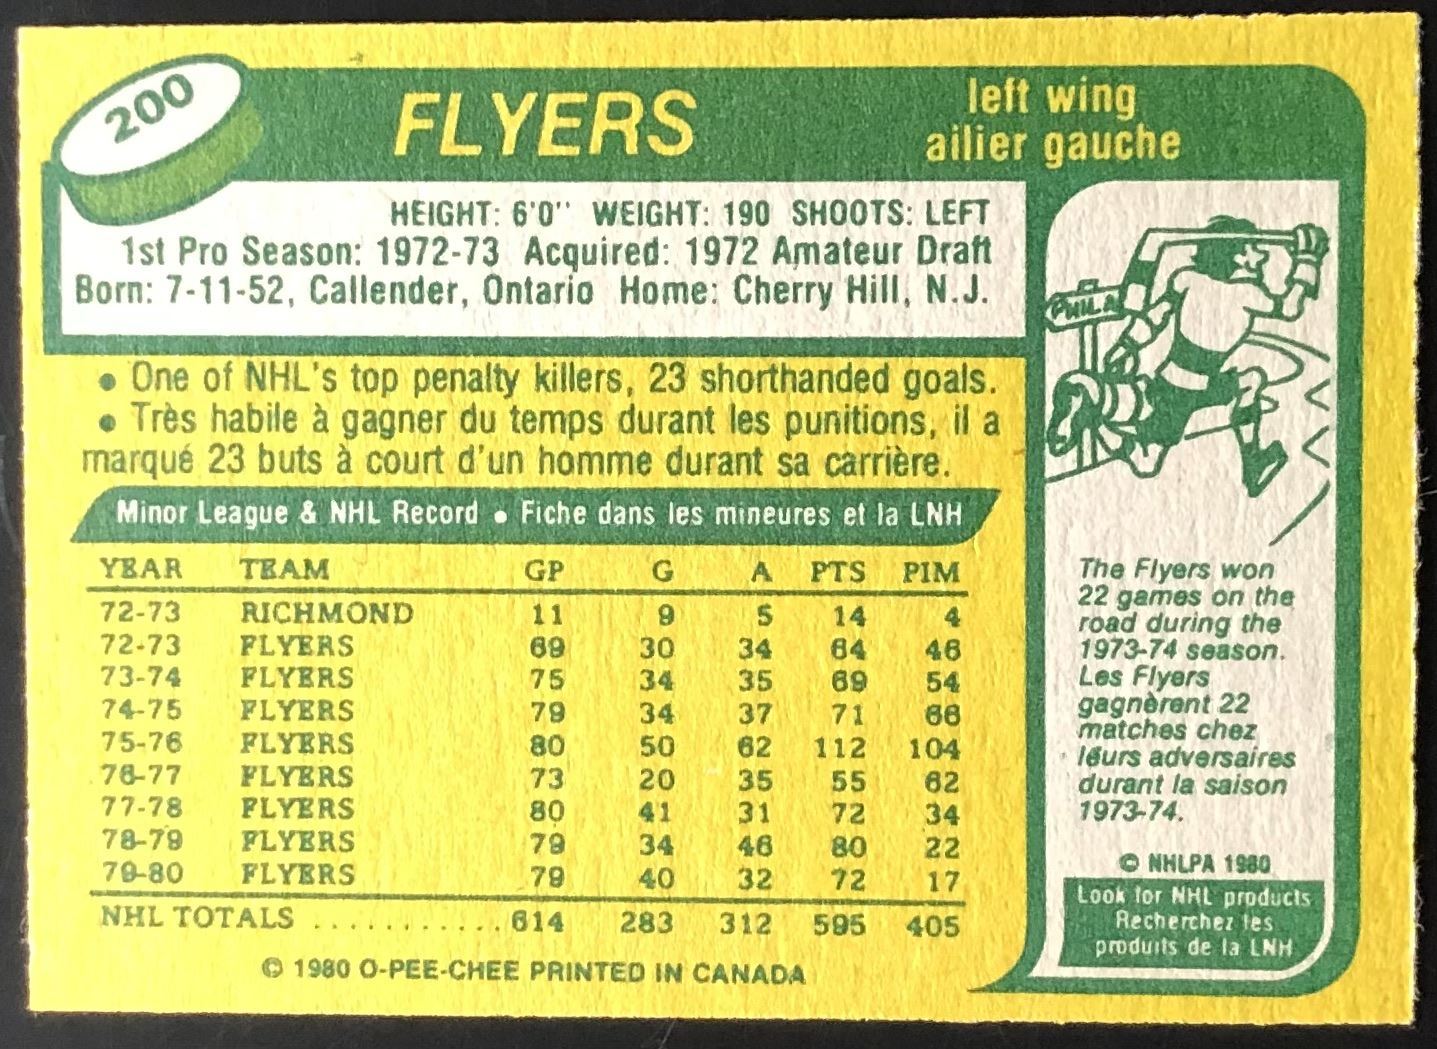 200
FLYERS
left wing
ailier gauche
HEIGHT: 6'0" WEIGHT: 190 SHOOTS: LEFT
1st Pro Season: 1972-73 Acquired: 1972 Amateur Draft
Born: 7-11-52, Callender, Ontario Home: Cherry Hill, N.J.
• One of NHL's top penalty killers, 23 shorthanded goals.
• Très habile à gagner du temps durant les punitions, il a
marqué 23 buts à court d'un homme durant sa carrière.
Minor League & NHL Record • Fiche dans les mineures et la LNH
YEAR TEAM GP G A PTS PIM
72-73 RICHMOND 11 9 5 14 4
72-73 FLYERS 69 30 34 64 46
73-74 FLYERS 75 34 35 69 54
74-75 FLYERS 79 34 37 71 66
75-76 FLYERS 80 50 62 112 104
76-77 FLYERS 73 20 35 55 62
77-78 FLYERS 80 41 31 72 34
78-79 FLYERS 79 34 46 80 22
79-80 FLYERS 79 40 32 72 17
NHL TOTALS ........... 614 283 312 595 405
© 1980 O-PEE-CHEE PRINTED IN CANADA
PHILA
The Flyers won
22 games on the
road during the
1973-74 season.
Les Flyers
gagnèrent 22
matches chez
leurs adversaires
durant la saison
1973-74.
© NHLPA 1980
Look for NHL products
Recherchez les
produits de la LNH